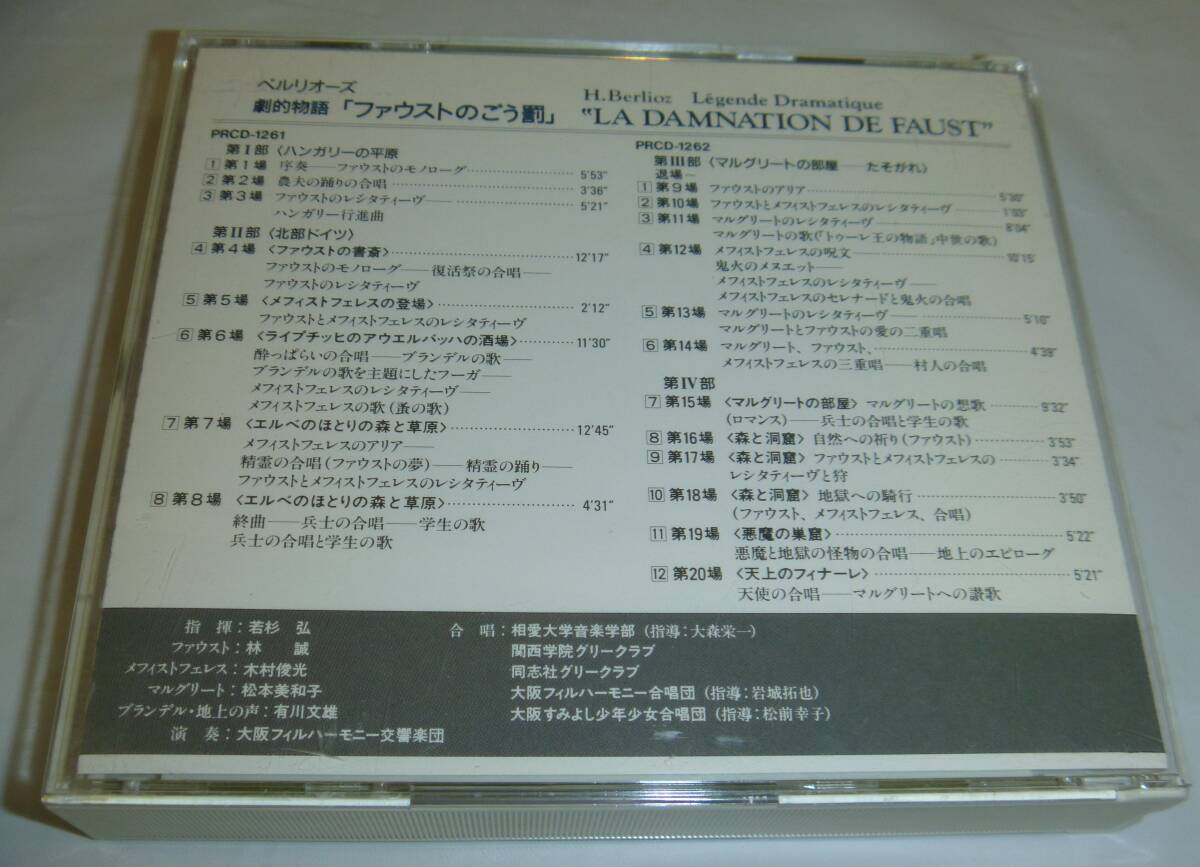 ベルリオーズ
劇的物語「ファウストのごう罰」
H.Berlioz Légende Dramatique
"LA DAMNATION DE FAUST"
PRCD-1261
第Ⅰ部〈ハンガリーの平原
1 第1場 序奏──ファウストのモノローグ 5'53"
2 第2場 農夫の踊りの合唱 3'36"
3 第3場 ファウストのレシタティーヴ── 5'21"
ハンガリー行進曲
第Ⅱ部〈北部ドイツ〉
4 第4場〈ファウストの書斎〉 12'17"
ファウストのモノローグ──復活祭の合唱──
ファウストのレシタティーヴ
5 第5場〈メフィストフェレスの登場〉 2'12"
ファウストとメフィストフェレスのレシタティーヴ
6 第6場〈ライプチッヒのアウエルバッハの酒場〉 11'30"
酔っぱらいの合唱──ブランデルの歌──
ブランデルの歌を主題にしたフーガ──
メフィストフェレスのレシタティーヴ──
メフィストフェレスの歌(蚤の歌)
7 第7場〈エルベのほとりの森と草原〉 12'45"
メフィストフェレスのアリア──
精霊の合唱(ファウストの夢)──精霊の踊り──
ファウストとメフィストフェレスのレシタティーヴ
8 第8場〈エルベのほとりの森と草原〉 4'31"
終曲──兵士の合唱──学生の歌
兵士の合唱と学生の歌
PRCD-1262
第Ⅲ部〈マルグリートの部屋──たそがれ〉
退場─
1 第9場 ファウストのアリア 5'30"
2 第10場 ファウストとメフィストフェレスのレシタティーヴ 1'03"
3 第11場 マルグリートのレシタティーヴ 8'04"
マルグリートの歌(「トゥーレ王の物語」中世の歌)
4 第12場 メフィストフェレスの呪文 10'15
鬼火のメヌエット──
メフィストフェレスのレシタティーヴ──
メフィストフェレスのセレナードと鬼火の合唱
5 第13場 マルグリートのレシタティーヴ── 5'10"
マルグリートとファウストの愛の二重唱
6 第14場 マルグリート、ファウスト、 4'39"
メフィストフェレスの三重唱──村人の合唱
第Ⅳ部
7 第15場〈マルグリートの部屋〉マルグリートの想歌 9'32"
(ロマンス)──兵士の合唱と学生の歌
8 第16場〈森と洞窟〉自然への祈り(ファウスト) 3'53"
9 第17場〈森と洞窟〉ファウストとメフィストフェレスの 3'34"
レシタティーヴと狩
10 第18場〈森と洞窟〉地獄への騎行 3'50"
(ファウスト、メフィストフェレス、合唱)
11 第19場〈悪魔の巣窟〉 5'22"
悪魔と地獄の怪物の合唱──地上のエピローグ
12 第20場〈天上のフィナーレ〉 5'21"
天使の合唱──マルグリートへの讃歌
指揮:若杉 弘
ファウスト:林 誠
メフィストフェレス:木村俊光
マルグリート:松本美和子
ブランデル・地上の声:有川文雄
演奏:大阪フィルハーモニー交響楽団
合唱:相愛大学音楽学部(指導:大森栄一)
関西学院グリークラブ
同志社グリークラブ
大阪フィルハーモニー合唱団(指導:岩城拓也)
大阪すみよし少年少女合唱団(指導:松前幸子)